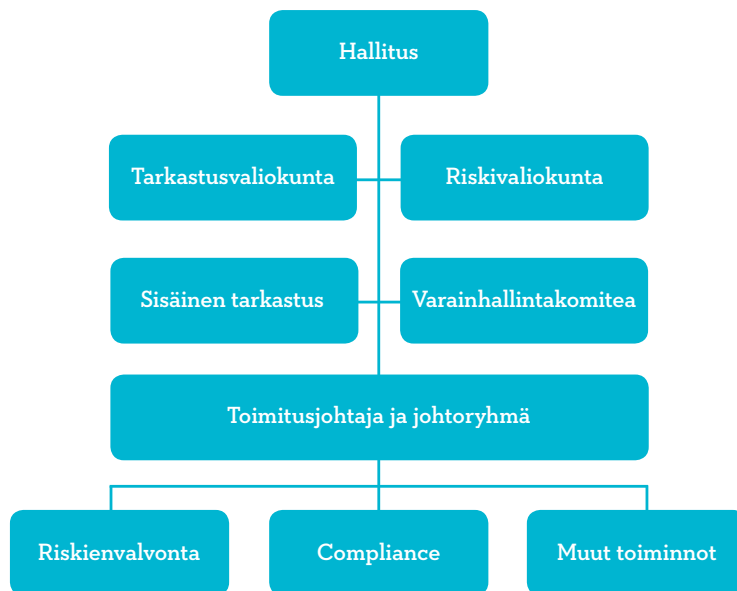 Hallitus
Tarkastusvaliokunta
Riskivaliokunta
Sisäinen tarkastus
Varainhallintakomitea
Toimitusjohtaja ja johtoryhmä
Riskienvalvonta
Compliance
Muut toiminnot